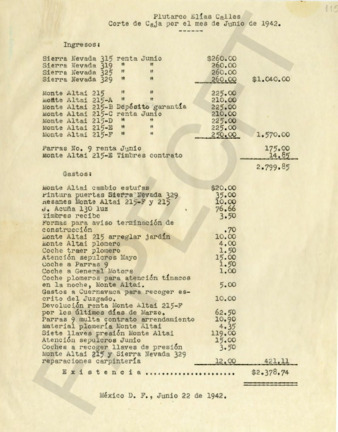 Plutarco Elías Calles
Corte de Caja por el mes de Junio de 1942.
Ingresos:
Sierra Nevada 315 renta Junio $260.00
Sierra Nevada 319 " " 260.00
Sierra Nevada 325 " " 260.00
Sierra Nevada 329 " " 260.00 $1,040.00
Monte Altai 215 " " 225.00
Monte Altai 215-A " " 210.00
Monte Altai 215-B Depósito garantía 225.00
Monte Altai 215-C renta Junio 210.00
Monte Altai 215-D " " 225.00
Monte Altai 215-E " " 225.00
Monte Altai 215-F " " 250.00 1,570.00
Parras No. 9 renta Junio 175.00
Monte Altai 215-E Timbres contrato 14.85
2,799.85
Gastos:
Monte Altai cambio estufas $20.00
Pintura puertas Sierra Nevada 329 35.00
Monte Altai 215-F y 215 10.00
J. Acuña 130 luz 76.66
Timbres recibe 3.50
Formas para aviso terminación de
construcción .70
Monte Altai 215 arreglar jardín 10.00
Monte Altai plomero 4.00
Coche traer plomero 1.50
Atención sepulcros Mayo 15.00
Coche a Parras 9 1.50
Coche a General Motors 1.00
Coche plomeros para atención tinacos
en la noche, Monte Altai. 5.00
Gastos a Cuernavaca para recoger es-
crito del Juzgado. 10.00
Devolución renta Monte Altai 215-F
por los últimos días de Marzo. 62.50
Parras 9 multa contrato arrendamiento 10.90
material plomería Monte Altai 4.35
Siete llaves presión Monte Altai 119.00
Atención sepulcros Junio 15.00
Coches a recoger llaves de presión 3.50
Monte Altai 215 y Sierra Nevada 329
reparaciones carpintería 12.00 421.11
Existencia ..................... $2,378.74
México D. F., Junio 22 de 1942.